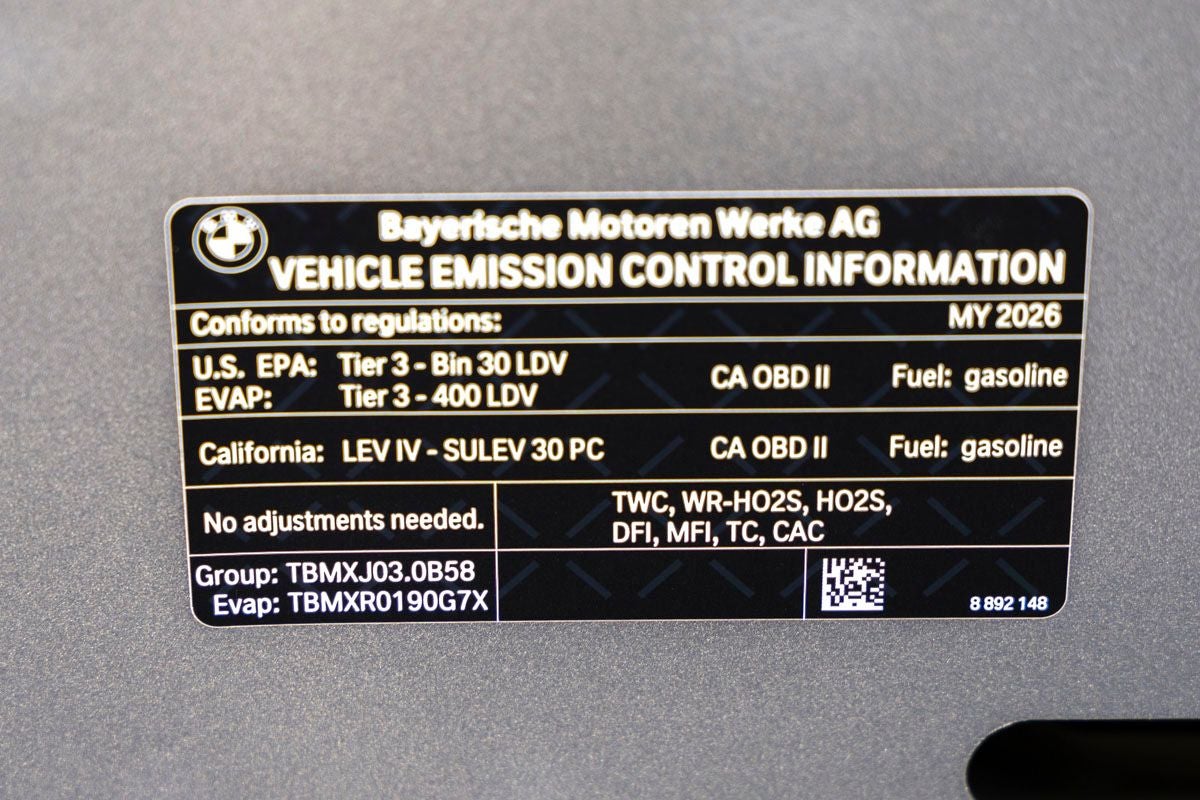 Bayerische Motoren Werke AG
VEHICLE EMISSION CONTROL INFORMATION
Conforms to regulations: MY 2026
U.S. EPA: Tier 3 - Bin 30 LDV CA OBD II Fuel: gasoline
EVAP: Tier 3 - 400 LDV
California: LEV IV - SULEV 30 PC CA OBD II Fuel: gasoline
No adjustments needed.
TWC, WR-HO2S, HO2S,
DFI, MFI, TC, CAC
Group: TBMXJ03.0B58
Evap: TBMXR0190G7X
8 892 148